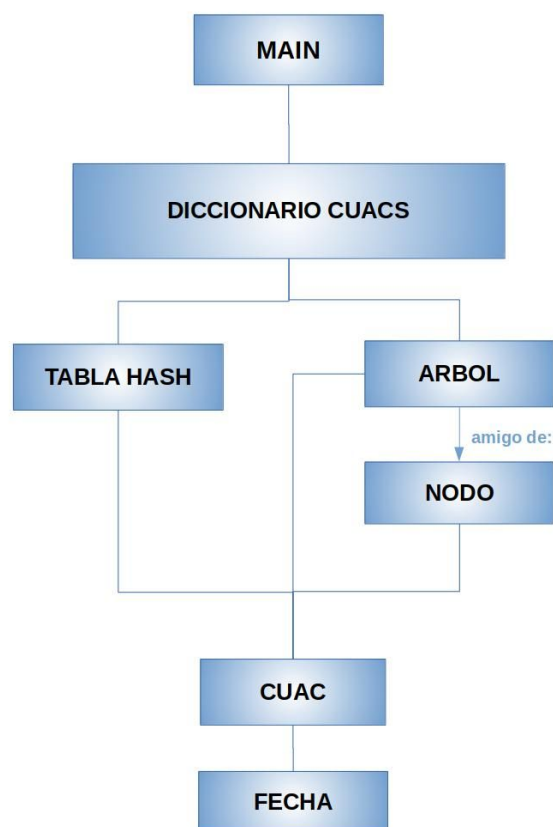 MAIN
DICCIONARIO CUACS
TABLA HASH
ARBOL
amigo de:
NODO
CUAC
FECHA